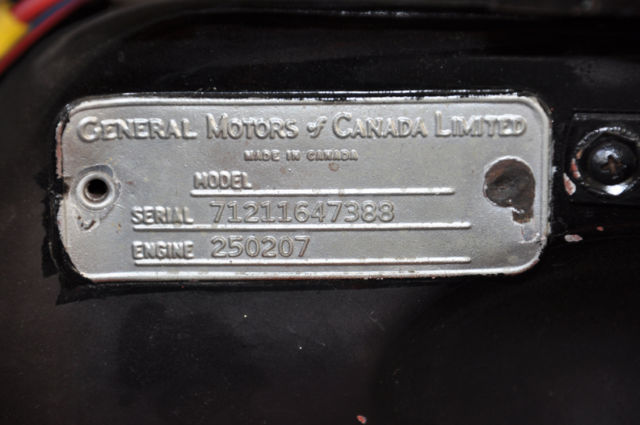 GENERAL MOTORS of CANADA LIMITED
MADE IN CANADA
MODEL
SERIAL 71211647388
ENGINE 250207